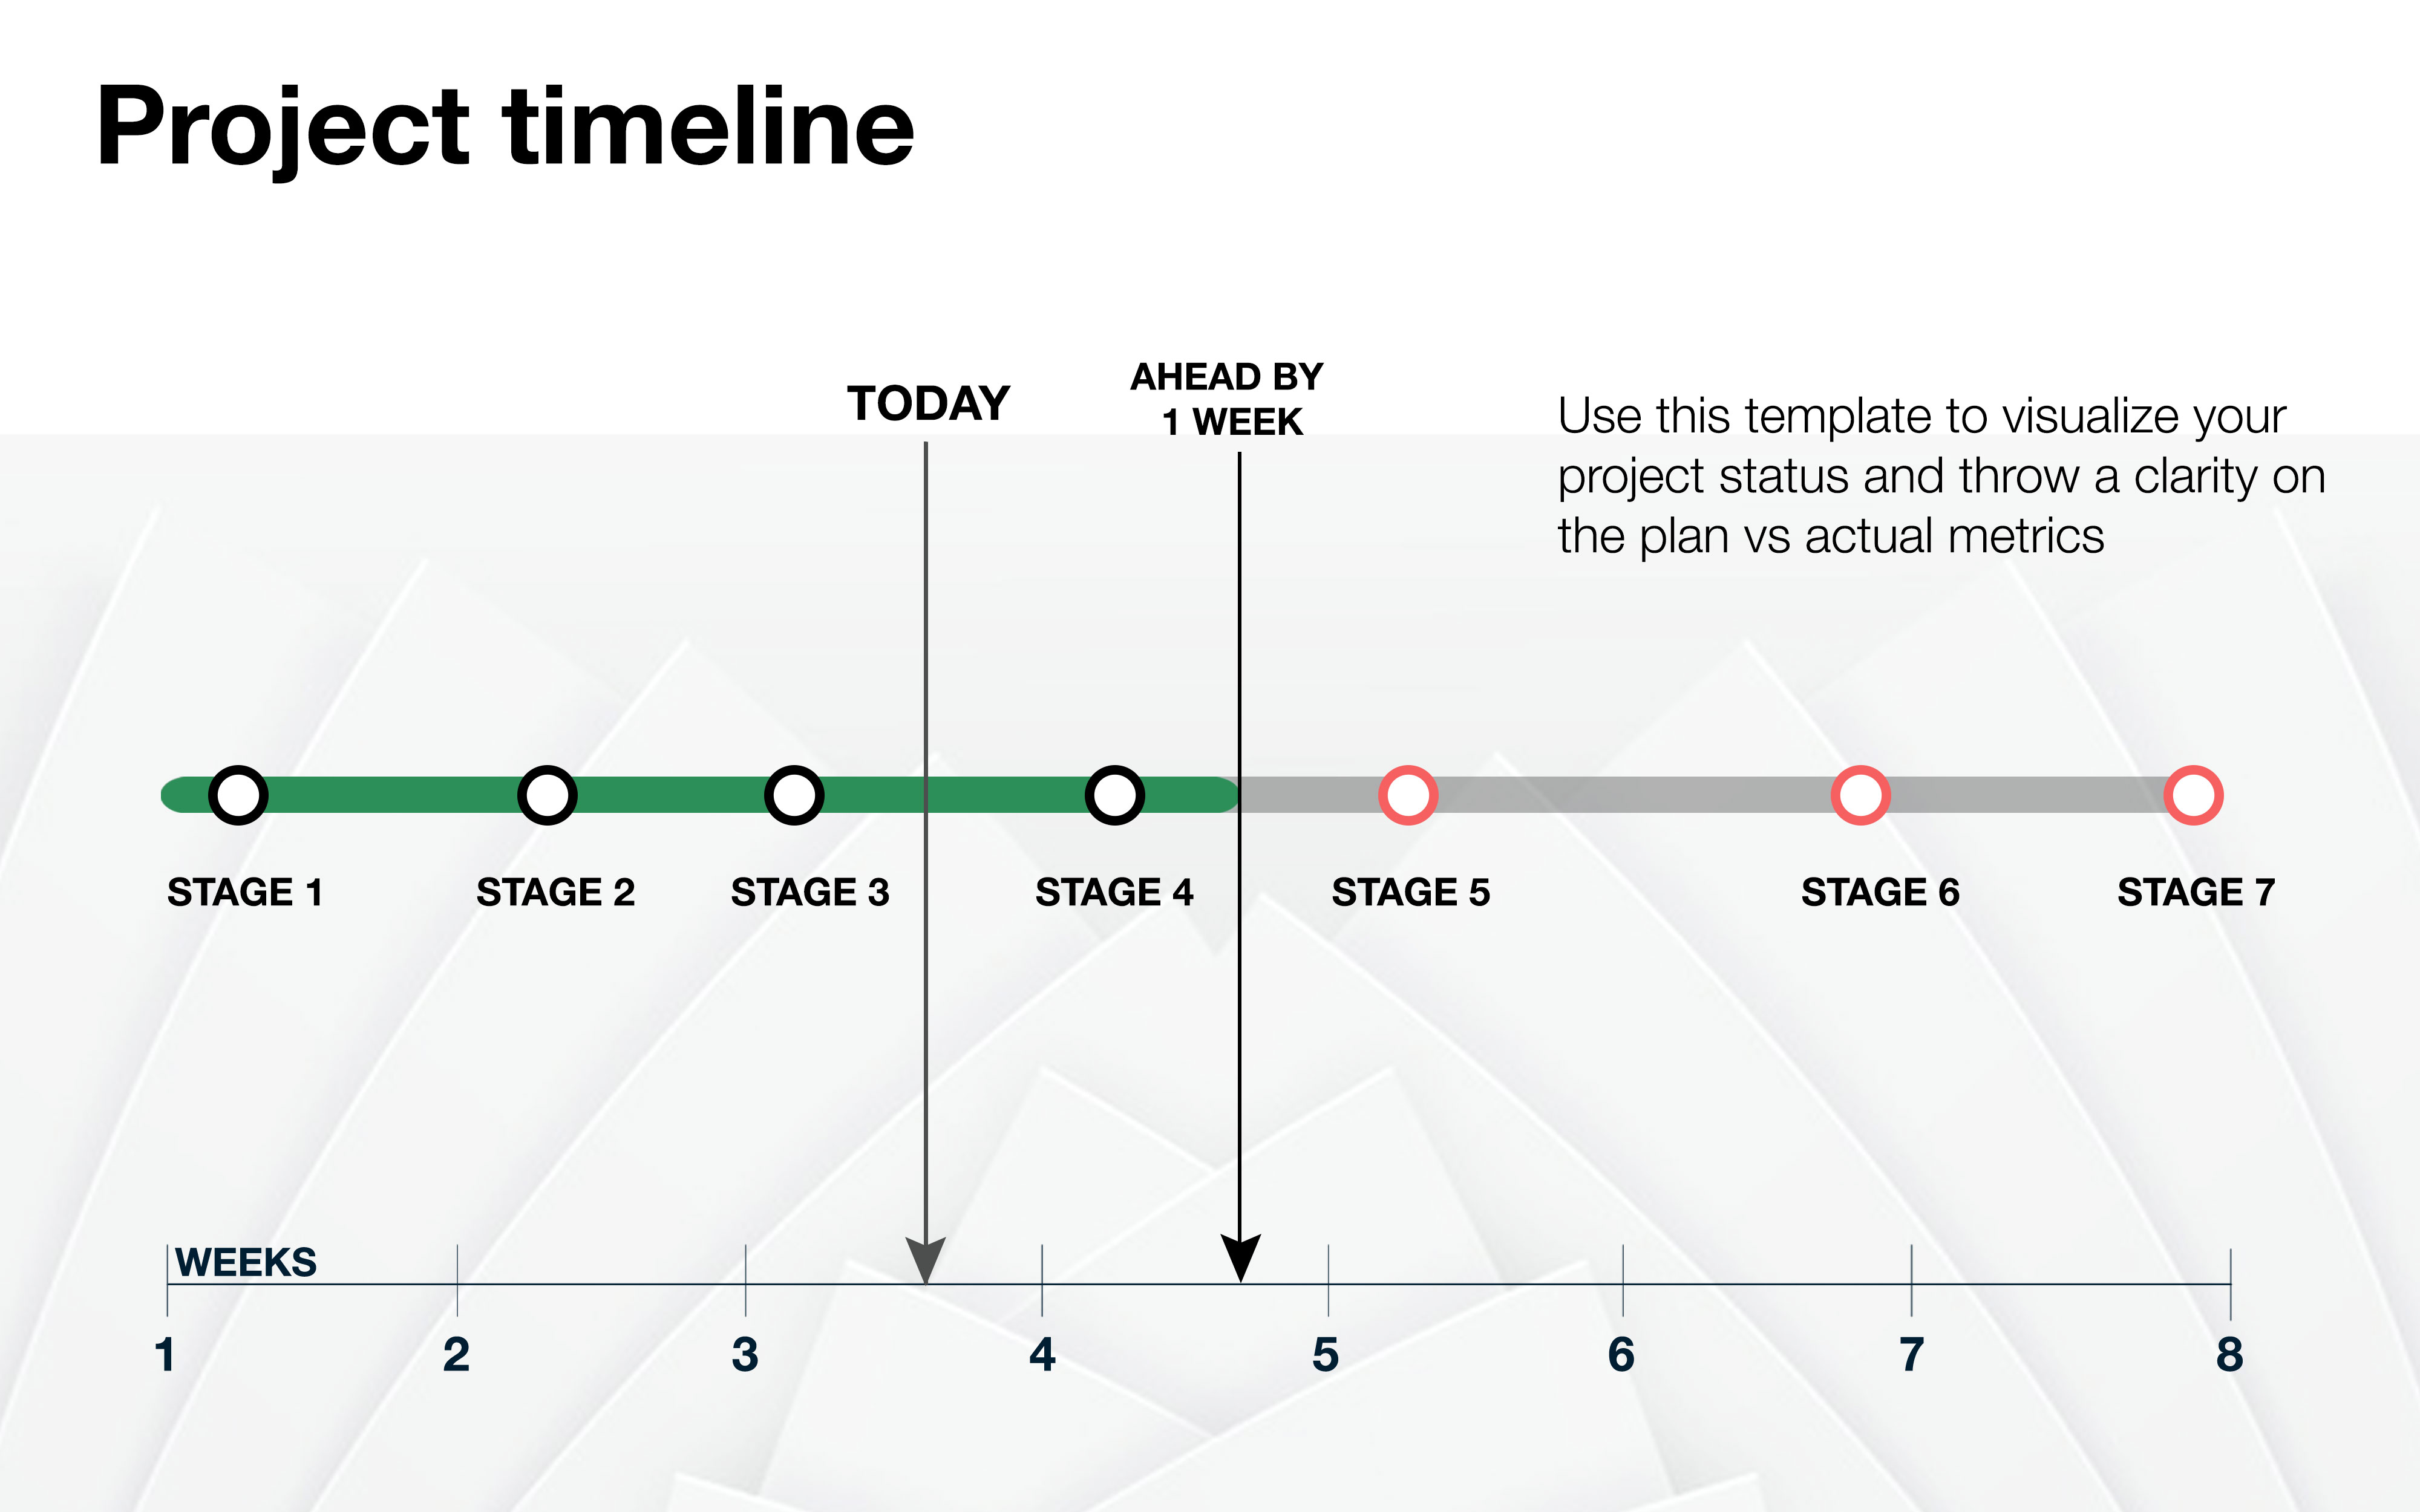 Project timeline
TODAY
AHEAD BY
1 WEEK
Use this template to visualize your
project status and throw a clarity on
the plan vs actual metrics
STAGE 1
STAGE 2
STAGE 3
STAGE 4
STAGE 5
STAGE 6
STAGE 7
WEEKS
1 2 3 4 5 6 7 8